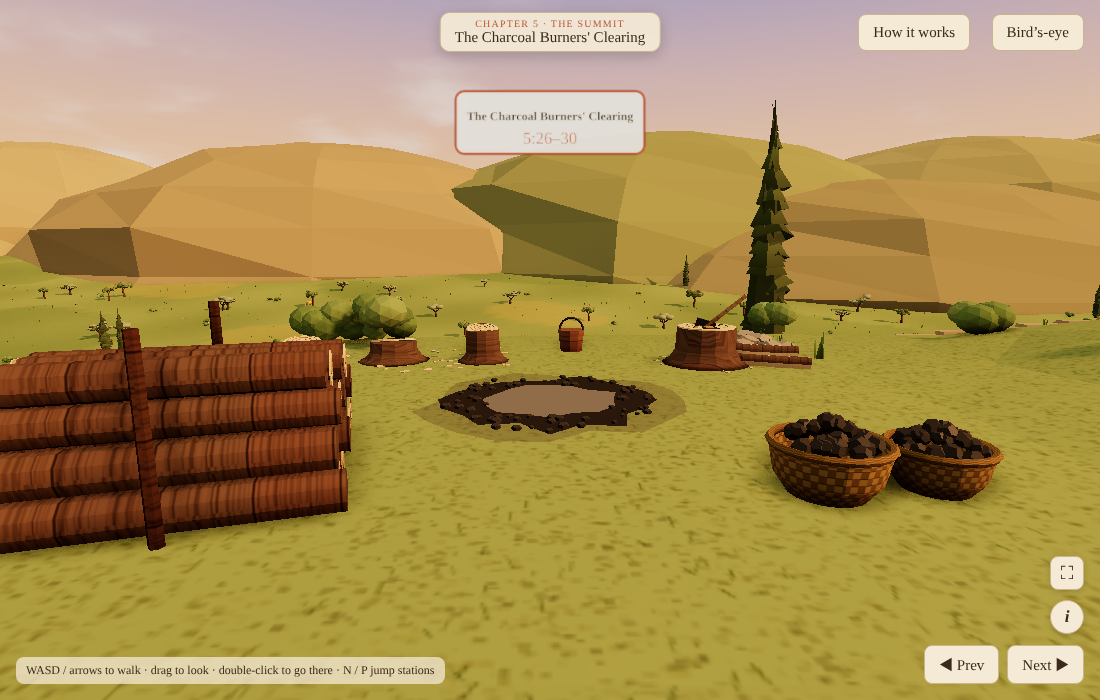 CHAPTER 5 · THE SUMMIT
The Charcoal Burners' Clearing
How it works
Bird's-eye
The Charcoal Burners' Clearing
5:26–30
i
WASD / arrows to walk · drag to look · double-click to go there · N / P jump stations
◀ Prev
Next ▶